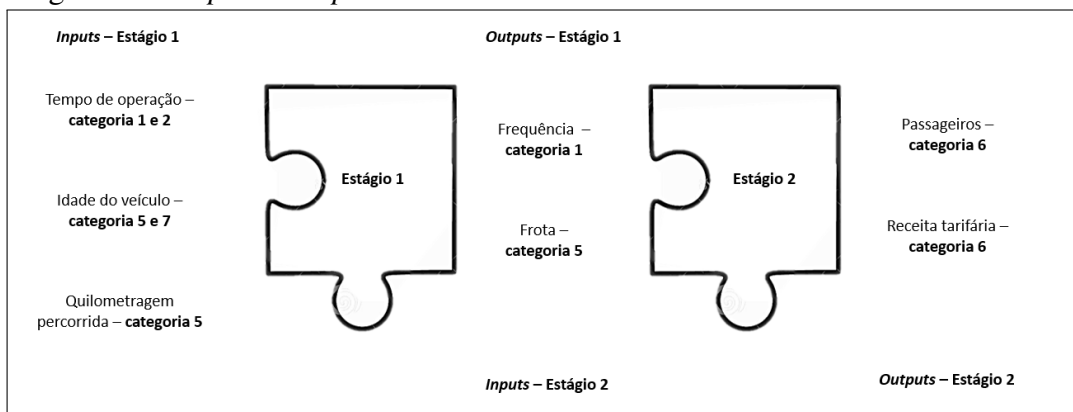 Inputs – Estágio 1
Outputs – Estágio 1
Tempo de operação –
categoria 1 e 2
Frequência –
categoria 1
Passageiros –
categoria 6
Idade do veículo –
categoria 5 e 7
Estágio 1
Estágio 2
Frota –
categoria 5
Receita tarifária –
categoria 6
Quilometragem
percorrida – categoria 5
Inputs – Estágio 2
Outputs – Estágio 2